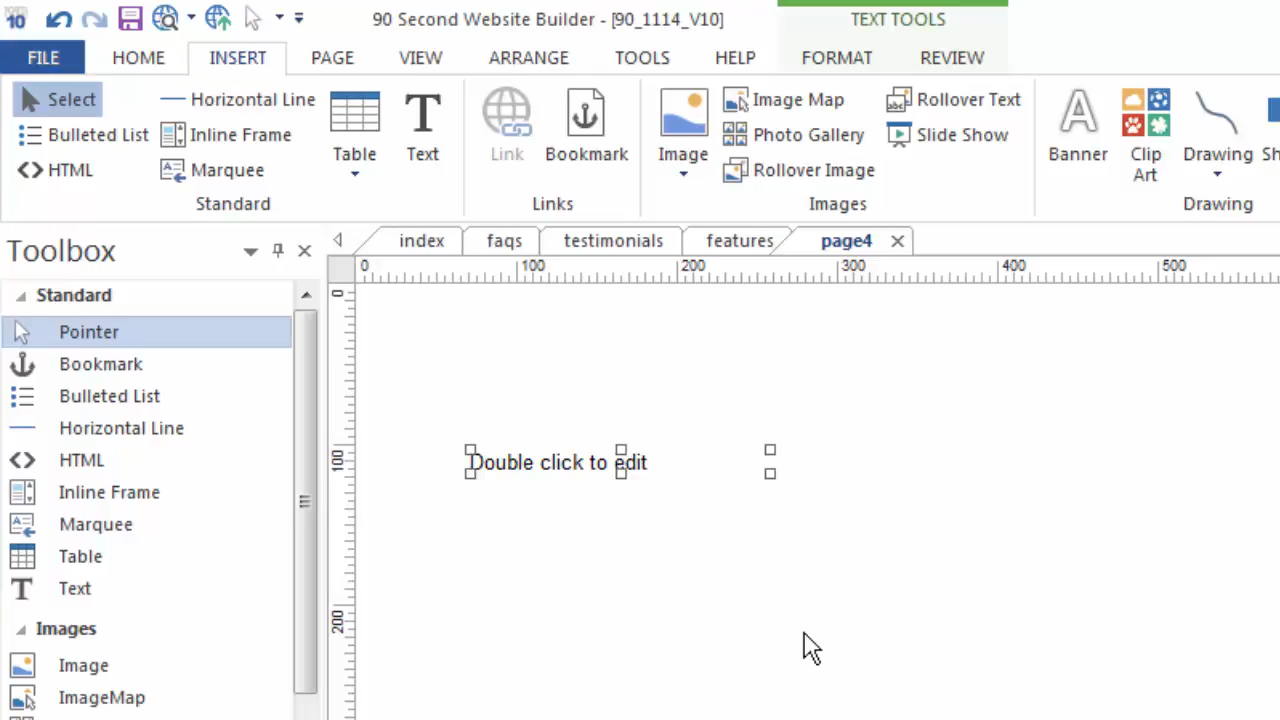 10
90 Second Website Builder - [90_1114_V10]
TEXT TOOLS
FILE HOME INSERT PAGE VIEW ARRANGE TOOLS HELP FORMAT REVIEW
Select
Bulleted List
HTML
Horizontal Line
Inline Frame
Marquee
Table
Text
Standard
Link
Bookmark
Links
Image
Image Map
Photo Gallery
Rollover Image
Rollover Text
Slide Show
Images
Banner
Clip
Art
Drawing
Sh
Drawing
Toolbox
index faqs testimonials features page4
0 100 200 300 400 500
0
100
200
Standard
Pointer
Bookmark
Bulleted List
Horizontal Line
HTML
Inline Frame
Marquee
Table
Text
Images
Image
ImageMap
Double click to edit